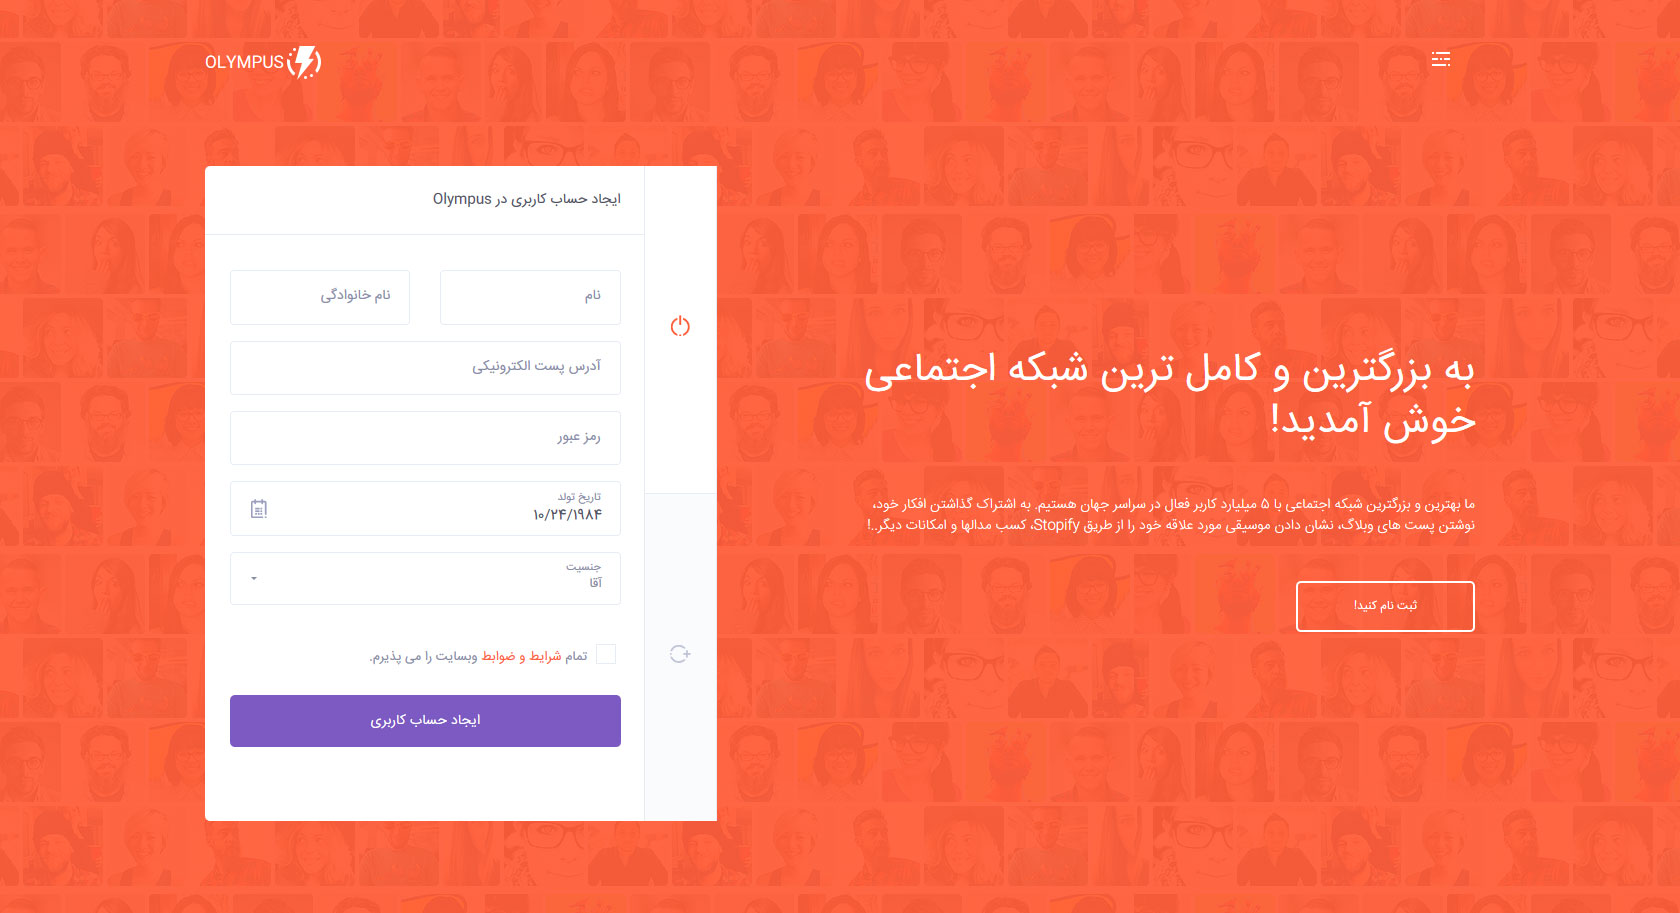 OLYMPUS
به بزرگترین و کامل ترین شبکه اجتماعی
خوش آمدید!
ما بهترین و بزرگترین شبکه اجتماعی با ۵ میلیارد کاربر فعال در سراسر جهان هستیم. به اشتراک گذاشتن افکار خود،
نوشتن پست های وبلاگ، نشان دادن موسیقی مورد علاقه خود را از طریق Stopify، کسب مدالها و امکانات دیگر..!
ثبت نام کنید!
ایجاد حساب کاربری در Olympus
نام
نام خانوادگی
آدرس پست الکترونیکی
رمز عبور
تاریخ تولد
۱۰/۲۴/۱۹۸۴
جنسیت
آقا
تمام شرایط و ضوابط وبسایت را می پذیرم.
ایجاد حساب کاربری